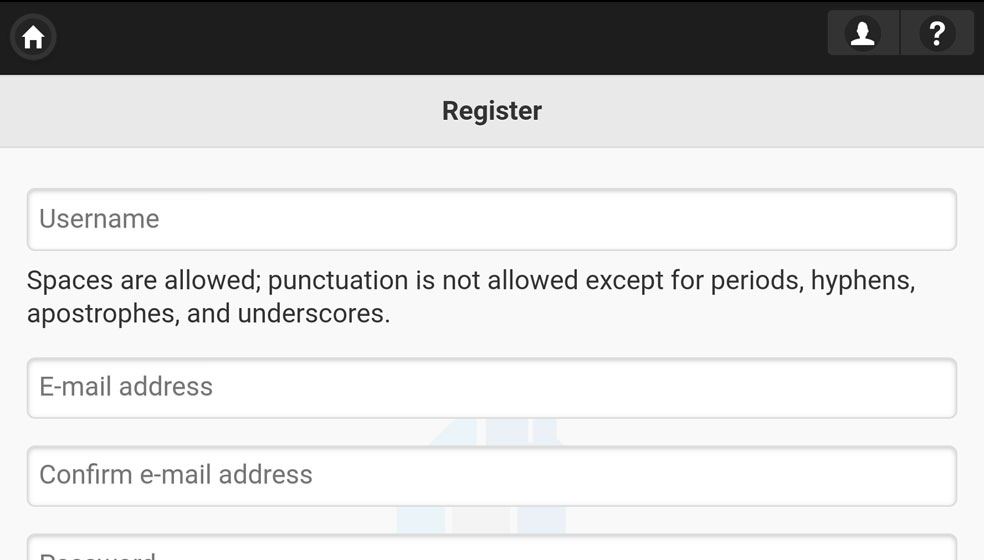 ?
Register
Username
Spaces are allowed; punctuation is not allowed except for periods, hyphens,
apostrophes, and underscores.
E-mail address
Confirm e-mail address
Password